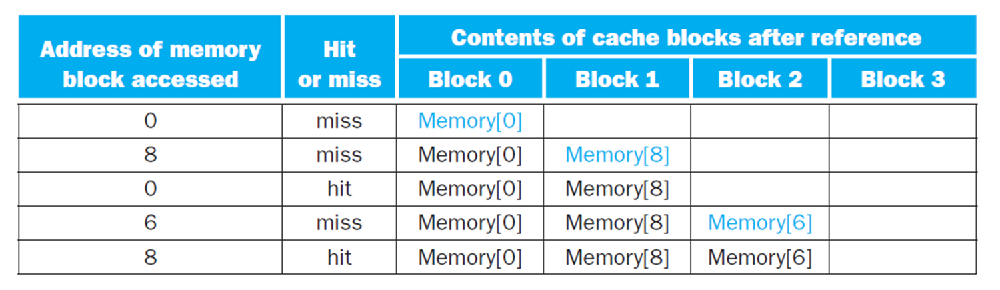 Address of memory block accessed | Hit or miss | Contents of cache blocks after reference
Block 0 | Block 1 | Block 2 | Block 3
0 | miss | Memory[0] | | |
8 | miss | Memory[0] | Memory[8] | |
0 | hit | Memory[0] | Memory[8] | |
6 | miss | Memory[0] | Memory[8] | Memory[6] |
8 | hit | Memory[0] | Memory[8] | Memory[6] |